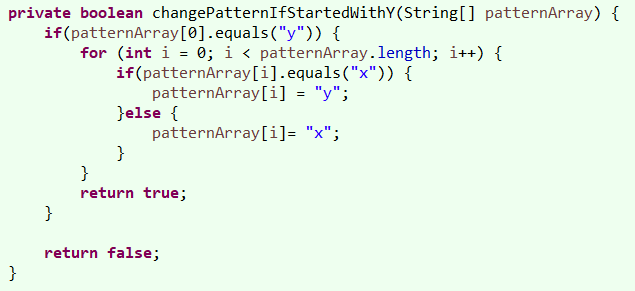 private boolean changePatternIfStartedWithY(String[] patternArray) {
    if(patternArray[0].equals("y")) {
        for (int i = 0; i < patternArray.length; i++) {
            if(patternArray[i].equals("x")) {
                patternArray[i] = "y";
            }else {
                patternArray[i]= "x";
            }
        }
        return true;
    }

    return false;
}